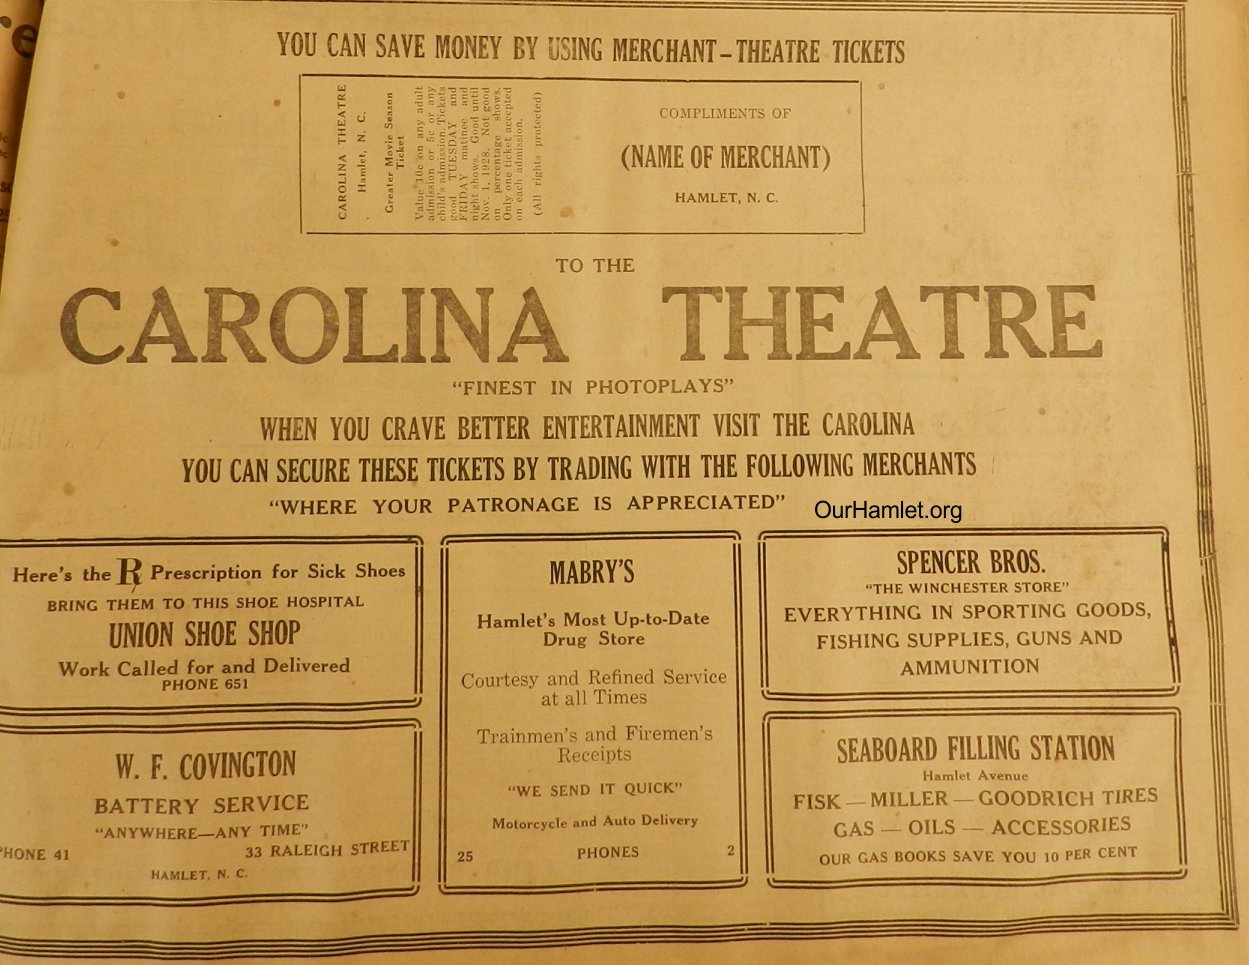 YOU CAN SAVE MONEY BY USING MERCHANT–THEATRE TICKETS
CAROLINA THEATRE
Hamlet, N. C.
Greater Movie Season
Ticket
Value 10c on any adult
admission or 5c or any
child's admission. Tickets
good TUESDAY and
FRIDAY matinee and
night shows. Good until
Nov. 1, 1928. Not good
on percentage shows.
Only one ticket accepted
on each admission.
(All rights protected)
COMPLIMENTS OF
(NAME OF MERCHANT)
HAMLET, N. C.
TO THE
CAROLINA THEATRE
"FINEST IN PHOTOPLAYS"
WHEN YOU CRAVE BETTER ENTERTAINMENT VISIT THE CAROLINA
YOU CAN SECURE THESE TICKETS BY TRADING WITH THE FOLLOWING MERCHANTS
"WHERE YOUR PATRONAGE IS APPRECIATED"
OurHamlet.org
Here's the ℞ Prescription for Sick Shoes
BRING THEM TO THIS SHOE HOSPITAL
UNION SHOE SHOP
Work Called for and Delivered
PHONE 651
W. F. COVINGTON
BATTERY SERVICE
"ANYWHERE—ANY TIME"
PHONE 41 33 RALEIGH STREET
HAMLET, N. C.
MABRY'S
Hamlet's Most Up-to-Date
Drug Store
Courtesy and Refined Service
at all Times
Trainmen's and Firemen's
Receipts
"WE SEND IT QUICK"
Motorcycle and Auto Delivery
25 PHONES 2
SPENCER BROS.
"THE WINCHESTER STORE"
EVERYTHING IN SPORTING GOODS,
FISHING SUPPLIES, GUNS AND
AMMUNITION
SEABOARD FILLING STATION
Hamlet Avenue
FISK — MILLER — GOODRICH TIRES
GAS — OILS — ACCESSORIES
OUR GAS BOOKS SAVE YOU 10 PER CENT